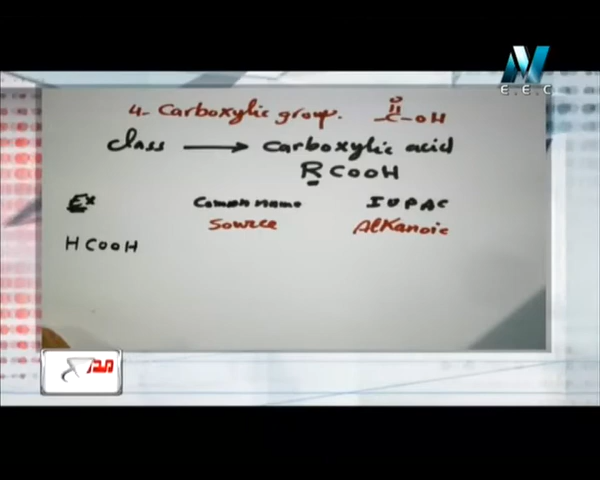 E.E.C
4- Carboxylic group. -C-OH
O
class → carboxylic acid
RCOOH
Ex Common name IUPAC
Source Alkanoic
HCOOH